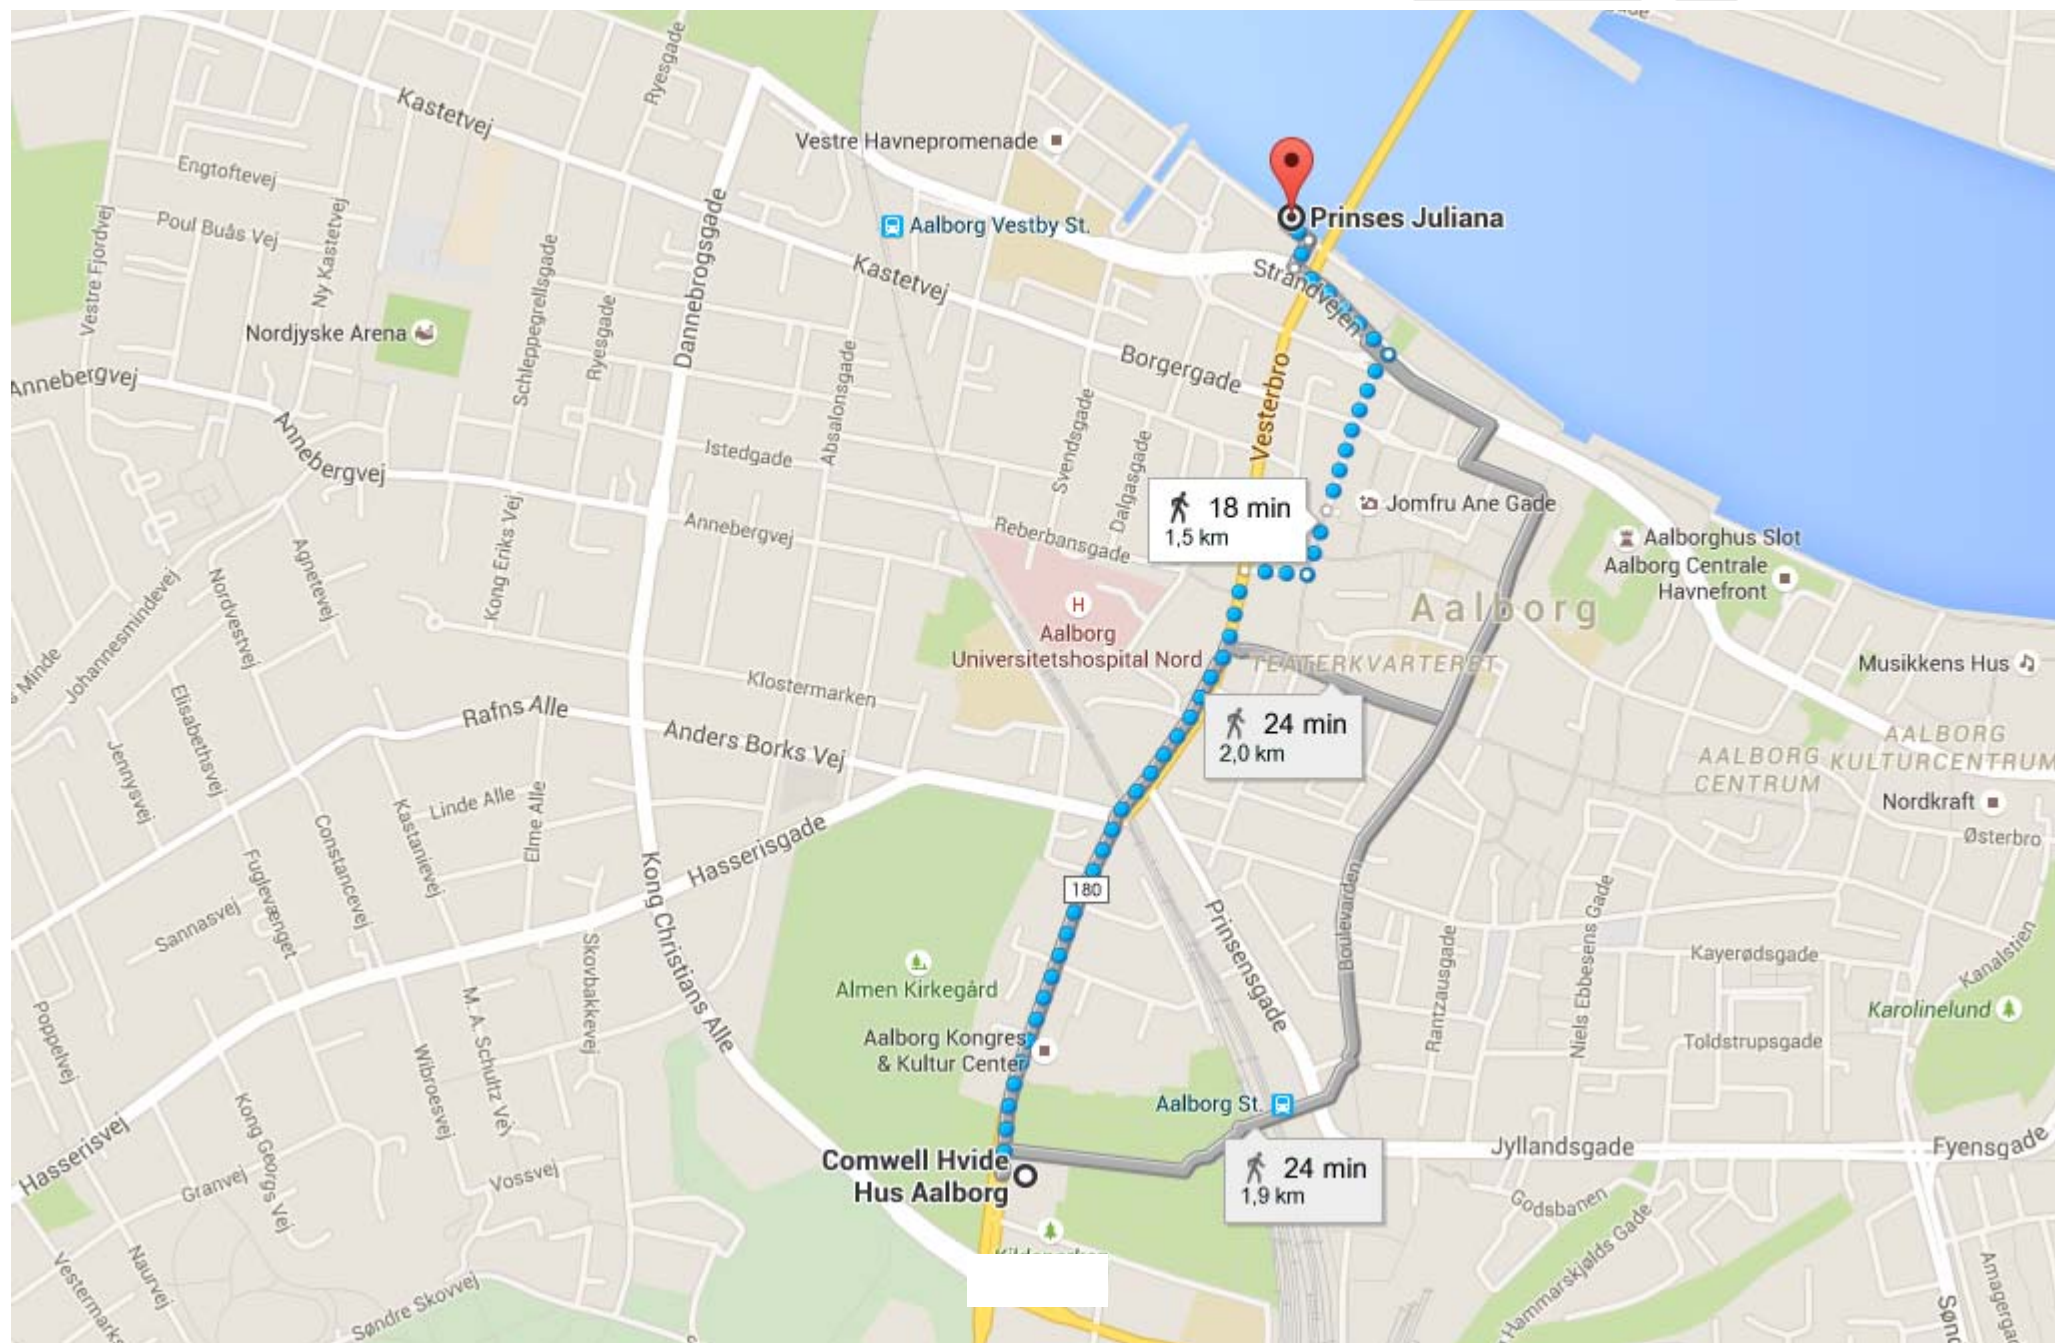 Ryesgade
Kastetvej
Vestre Havnepromenade
Engtoftevej
Poul Buås Vej
Vestre Fjordvej
Ny Kastetvej
Dannebrogsgade
Aalborg Vestby St.
Prinses Juliana
Kastetvej
Strandvejen
Schleppegrellsgade
Ryesgade
Nordjyske Arena
Absalonsgade
Borgergade
Vesterbro
Annebergvej
Annebergvej
Istedgade
Svendsgade
Dalgasgade
18 min
1,5 km
Jomfru Ane Gade
Kong Eriks Vej
Annebergvej
Reberbansgade
Aalborghus Slot
Aalborg Centrale
Havnefront
Agnetevej
Nordvestvej
Johannesmindevej
s Minde
H
Aalborg
Universitetshospital Nord
Aalborg
TEATERKVARTERET
Musikkens Hus
Klostermarken
Elisabethsvej
Rafns Alle
Anders Borks Vej
24 min
2,0 km
AALBORG
CENTRUM
AALBORG
KULTURCENTRUM
Jennysvej
Linde Alle
Elme Alle
Kastanievej
Constancevej
Nordkraft
Østerbro
Hasserisgade
Fuglevænget
Sannasvej
Kong Christians Alle
180
Prinsensgade
Boulevarden
Rantzausgade
Niels Ebbesens Gade
Kayerødsgade
Kanalstien
Skovbakkevej
Almen Kirkegård
Karolinelund
Poppelvej
M. A. Schultz Vej
Wibroesvej
Aalborg Kongres
& Kultur Center
Toldstrupsgade
Aalborg St.
Hasserisvej
Kong Georgs Vej
Granvej
Vossvej
Comwell Hvide
Hus Aalborg
24 min
1,9 km
Jyllandsgade
Fyensgade
Godsbanen
Hammarskjølds Gade
Vestermarks
Naurvej
Søndre Skovvej
Amagergad
Sønd